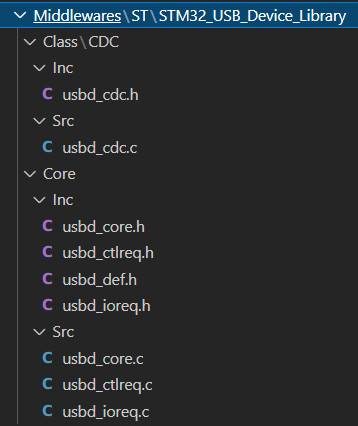 Middlewares\ST\STM32_USB_Device_Library
Class\CDC
Inc
C usbd_cdc.h
Src
C usbd_cdc.c
Core
Inc
C usbd_core.h
C usbd_ctlreq.h
C usbd_def.h
C usbd_ioreq.h
Src
C usbd_core.c
C usbd_ctlreq.c
C usbd_ioreq.c